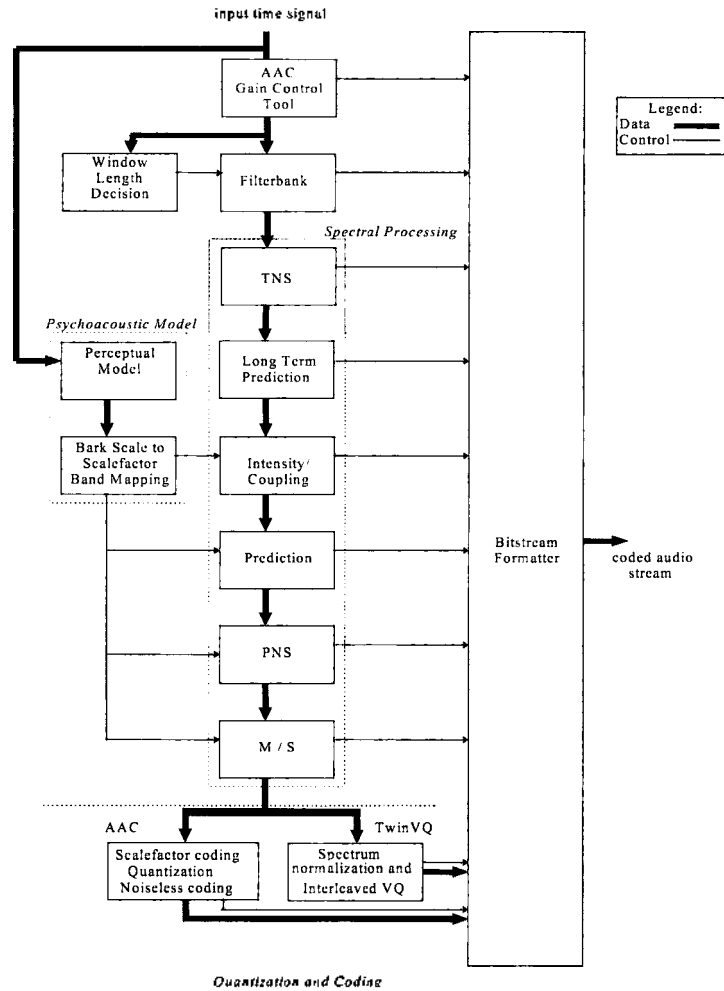 input time signal
AAC
Gain Control
Tool
Legend:
Data
Control
Window
Length
Decision
Filterbank
Spectral Processing
TNS
Psychoacoustic Model
Perceptual
Model
Long Term
Prediction
Bark Scale to
Scalefactor
Band Mapping
Intensity/
Coupling
Prediction
Bitstream
Formatter
coded audio
stream
PNS
M / S
AAC
TwinVQ
Scalefactor coding
Quantization
Noiseless coding
Spectrum
normalization and
Interleaved VQ
Quantization and Coding